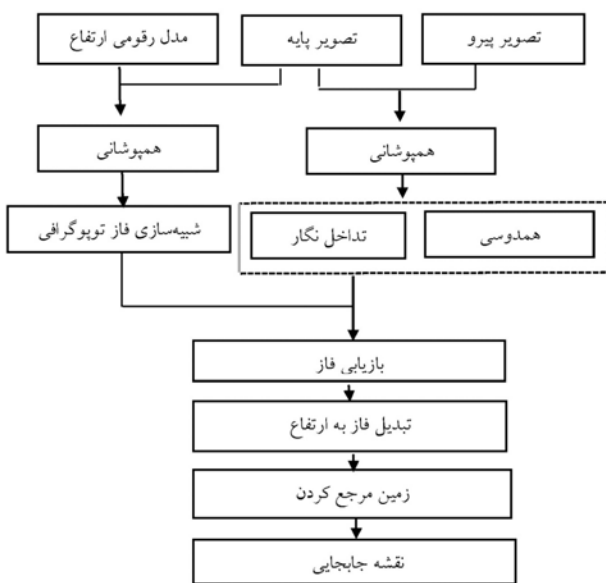 تصویر پیرو
تصویر پایه
مدل رقومی ارتفاع
همپوشانی
همپوشانی
همدوسی
تداخل نگار
شبیه‌سازی فاز توپوگرافی
بازیابی فاز
تبدیل فاز به ارتفاع
زمین مرجع کردن
نقشه جابجایی